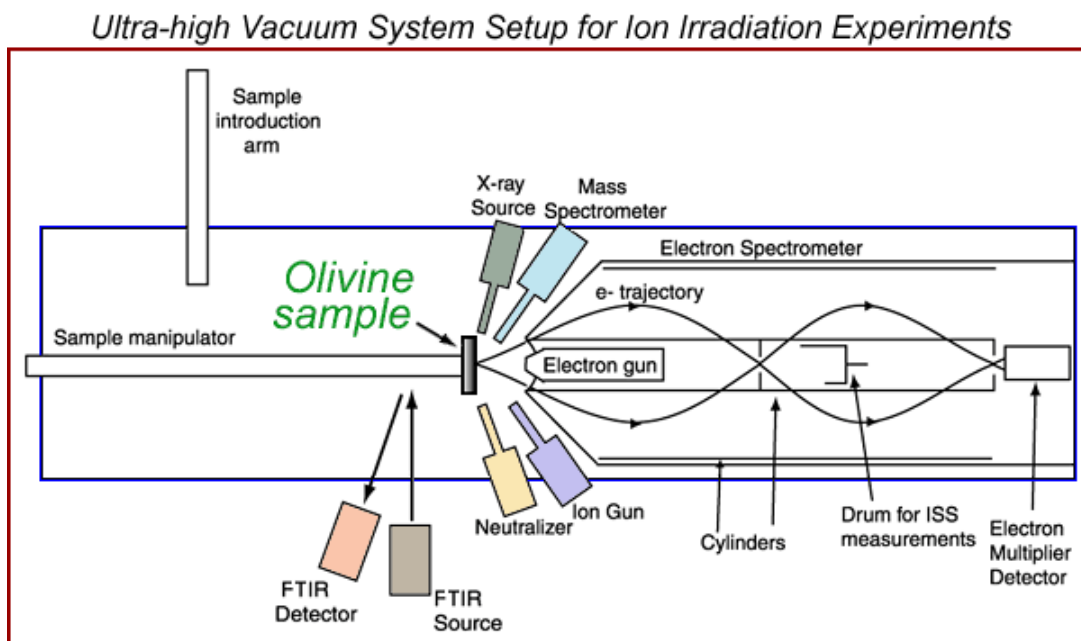 Ultra-high Vacuum System Setup for Ion Irradiation Experiments
Sample
introduction
arm
X-ray
Source
Mass
Spectrometer
Electron Spectrometer
Olivine
sample
e- trajectory
Sample manipulator
Electron gun
Neutralizer
Ion Gun
Cylinders
Drum for ISS
measurements
Electron
Multiplier
Detector
FTIR
Detector
FTIR
Source